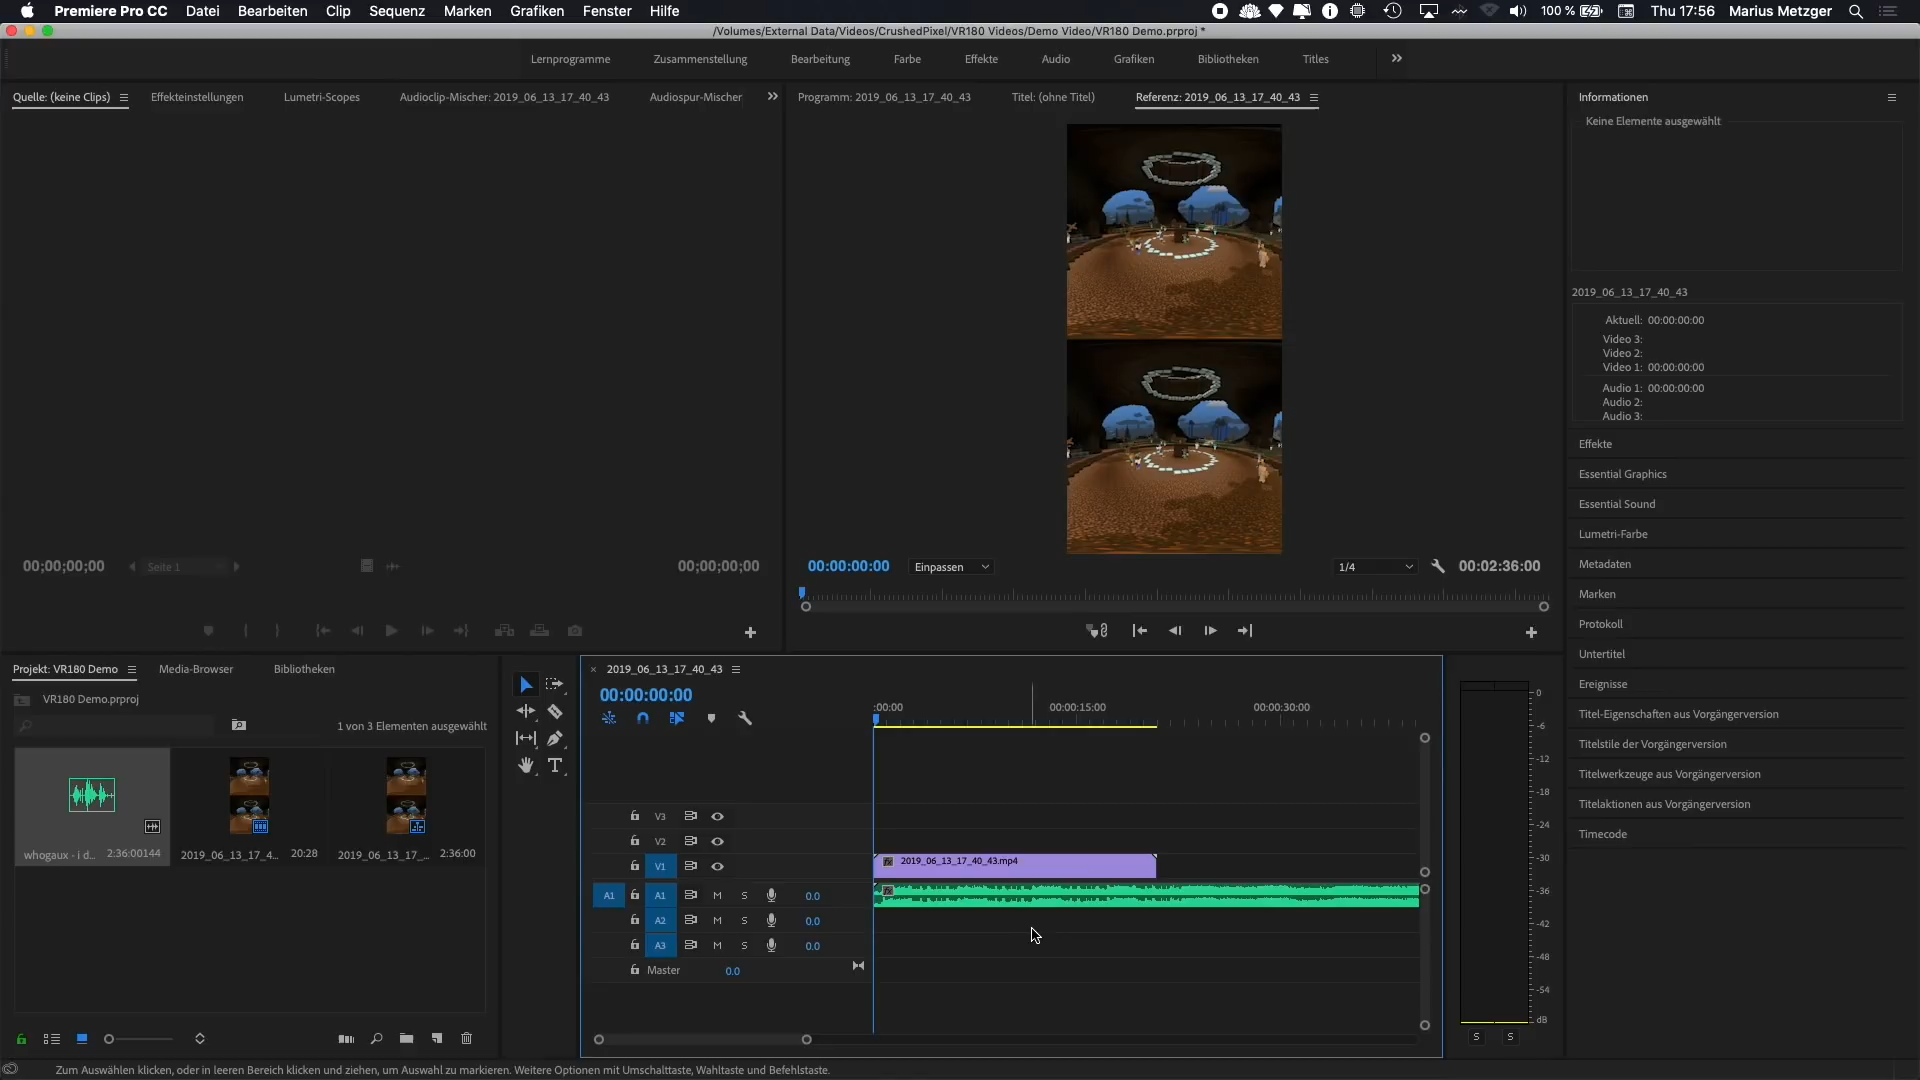 Premiere Pro CC Datei Bearbeiten Clip Sequenz Marken Grafiken Fenster Hilfe 100 % Thu 17:56 Marius Metzger
/Volumes/External Data/Videos/CrushedPixel/VR180 Videos/Demo Video/VR180 Demo.prproj *
Lernprogramme Zusammenstellung Bearbeitung Farbe Effekte Audio Grafiken Bibliotheken Titles
Quelle: (keine Clips) Effekteinstellungen Lumetri-Scopes Audioclip-Mischer: 2019_06_13_17_40_43 Audiospur-Mischer
Programm: 2019_06_13_17_40_43 Titel: (ohne Titel) Referenz: 2019_06_13_17_40_43
Informationen
Keine Elemente ausgewählt
2019_06_13_17_40_43
Aktuell: 00:00:00:00
Video 3:
Video 2:
Video 1: 00:00:00:00
Audio 1: 00:00:00:00
Audio 2:
Audio 3:
Effekte
Essential Graphics
Essential Sound
Lumetri-Farbe
Metadaten
Marken
Protokoll
Untertitel
Ereignisse
Titel-Eigenschaften aus Vorgängerversion
Titelstile der Vorgängerversion
Titelwerkzeuge aus Vorgängerversion
Titelaktionen aus Vorgängerversion
Timecode
00;00;00;00 Seite 1 00;00;00;00
00:00:00:00 Einpassen 1/4 00:02:36:00
Projekt: VR180 Demo Media-Browser Bibliotheken
VR180 Demo.prproj
1 von 3 Elementen ausgewählt
whogaux - i d... 2:36:00144
2019_06_13_17_4... 20:28
2019_06_13_17_... 2:36:00
2019_06_13_17_40_43
00:00:00:00
:00:00 00:00:15:00 00:00:30:00
V3
V2
V1 2019_06_13_17_40_43.mp4
A1 A1 M S 0.0
A2 M S 0.0
A3 M S 0.0
Master 0.0
0
-6
-12
-18
-24
-30
-36
-42
-48
-54
dB
S S
Zum Auswählen klicken, oder in leeren Bereich klicken und ziehen, um Auswahl zu markieren. Weitere Optionen mit Umschalttaste, Wahltaste und Befehlstaste.